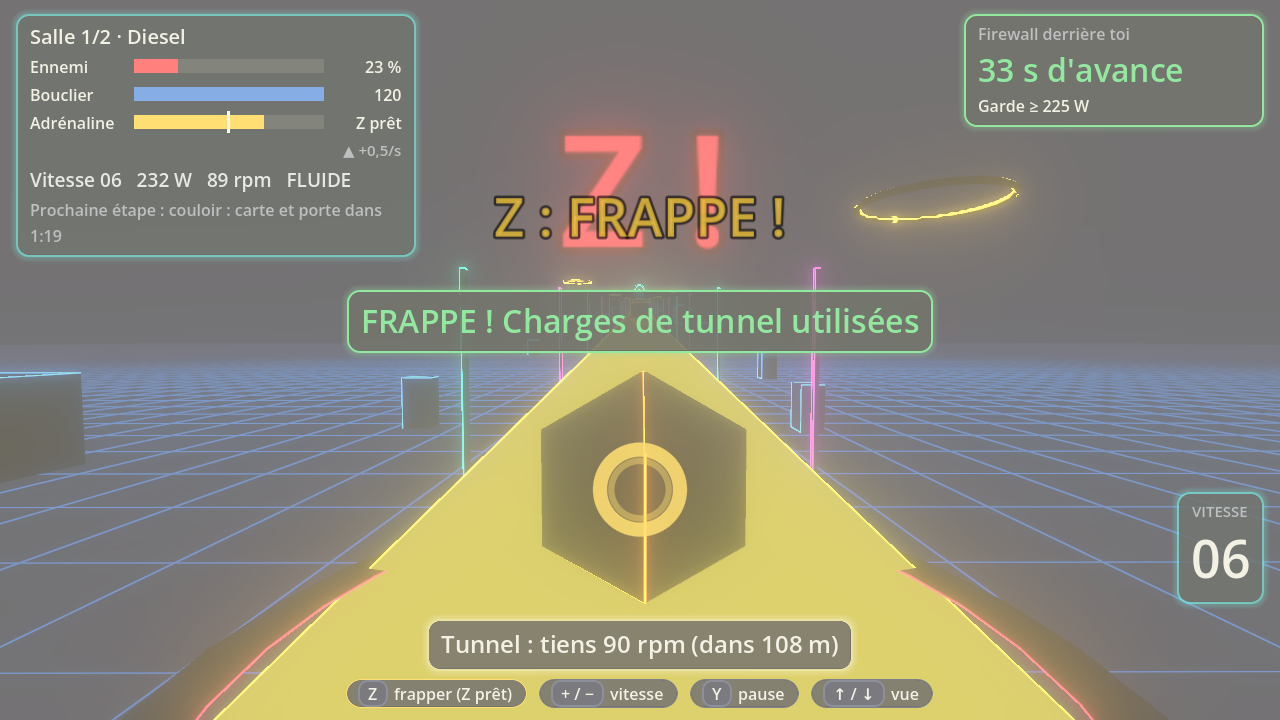 Salle 1/2 · Diesel
Ennemi 23 %
Bouclier 120
Adrénaline Z prêt
▲ +0,5/s
Vitesse 06 232 W 89 rpm FLUIDE
Prochaine étape : couloir : carte et porte dans
1:19
Firewall derrière toi
33 s d'avance
Garde ≥ 225 W
Z !
Z : FRAPPE !
FRAPPE ! Charges de tunnel utilisées
VITESSE
06
Tunnel : tiens 90 rpm (dans 108 m)
Z frapper (Z prêt) + / − vitesse Y pause ↑ / ↓ vue